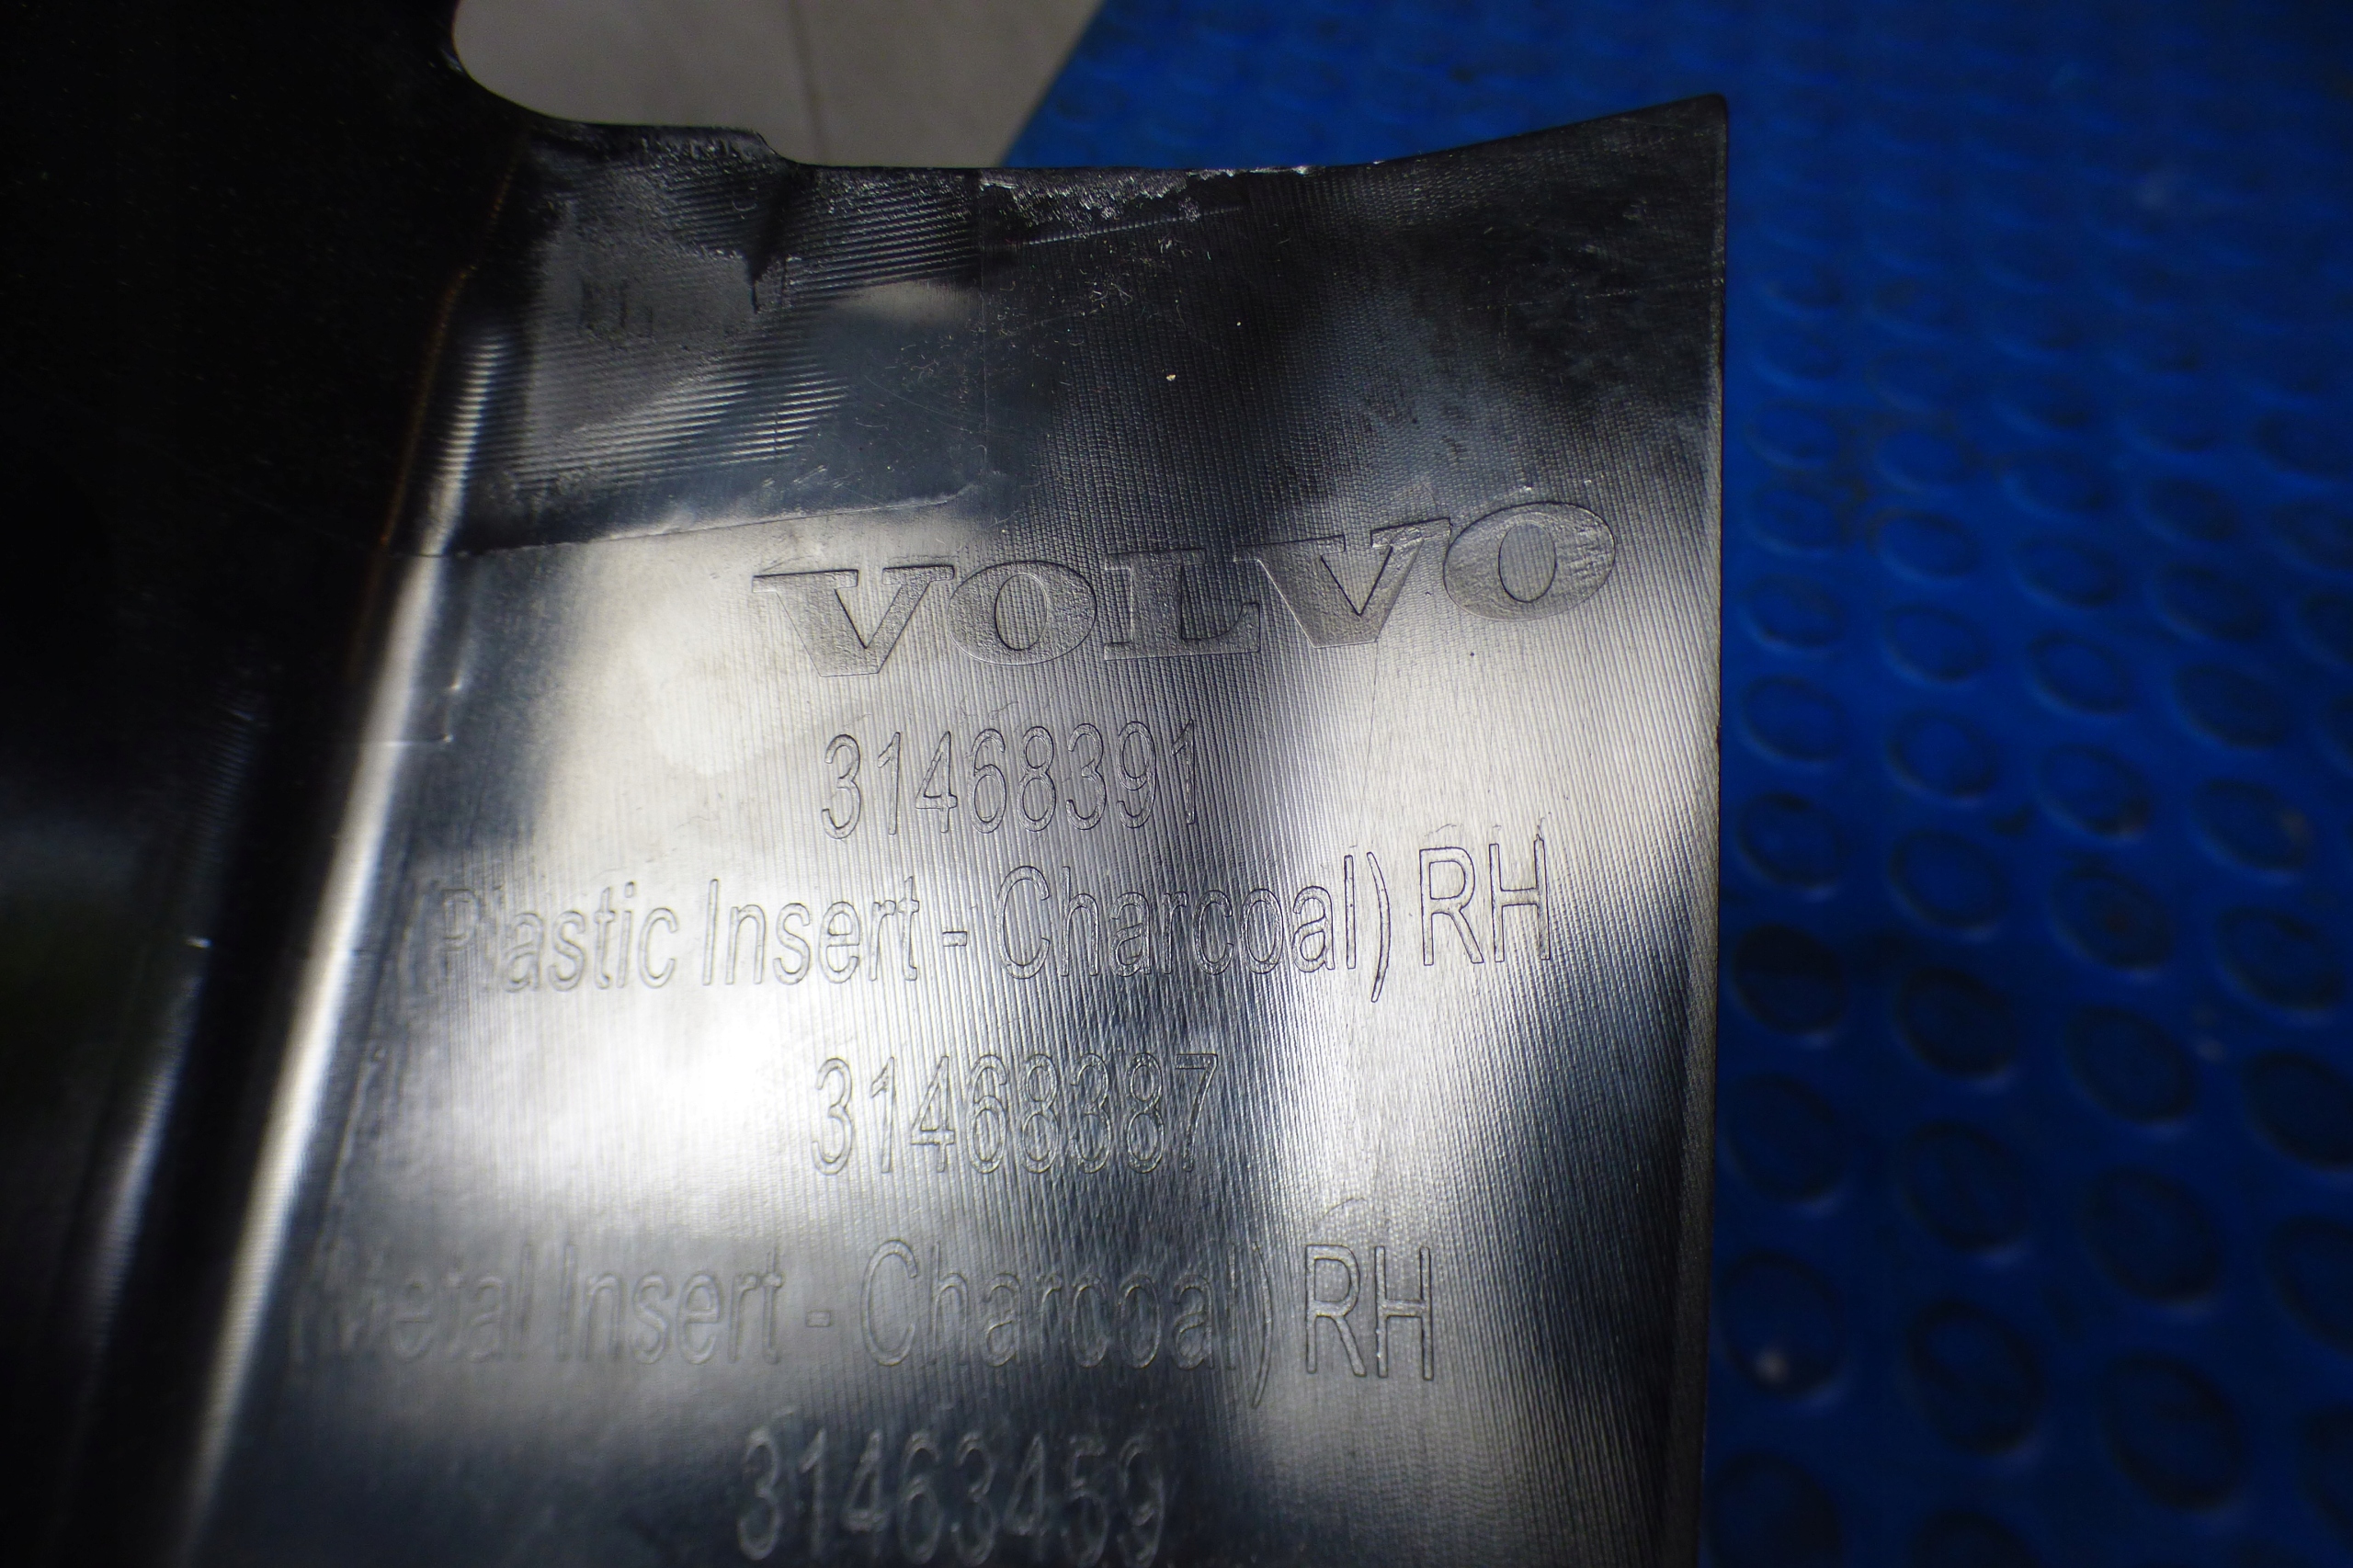 VOLVO
31468391
(Plastic Insert - Charcoal) RH
31468387
(Metal Insert - Charcoal) RH
31463459